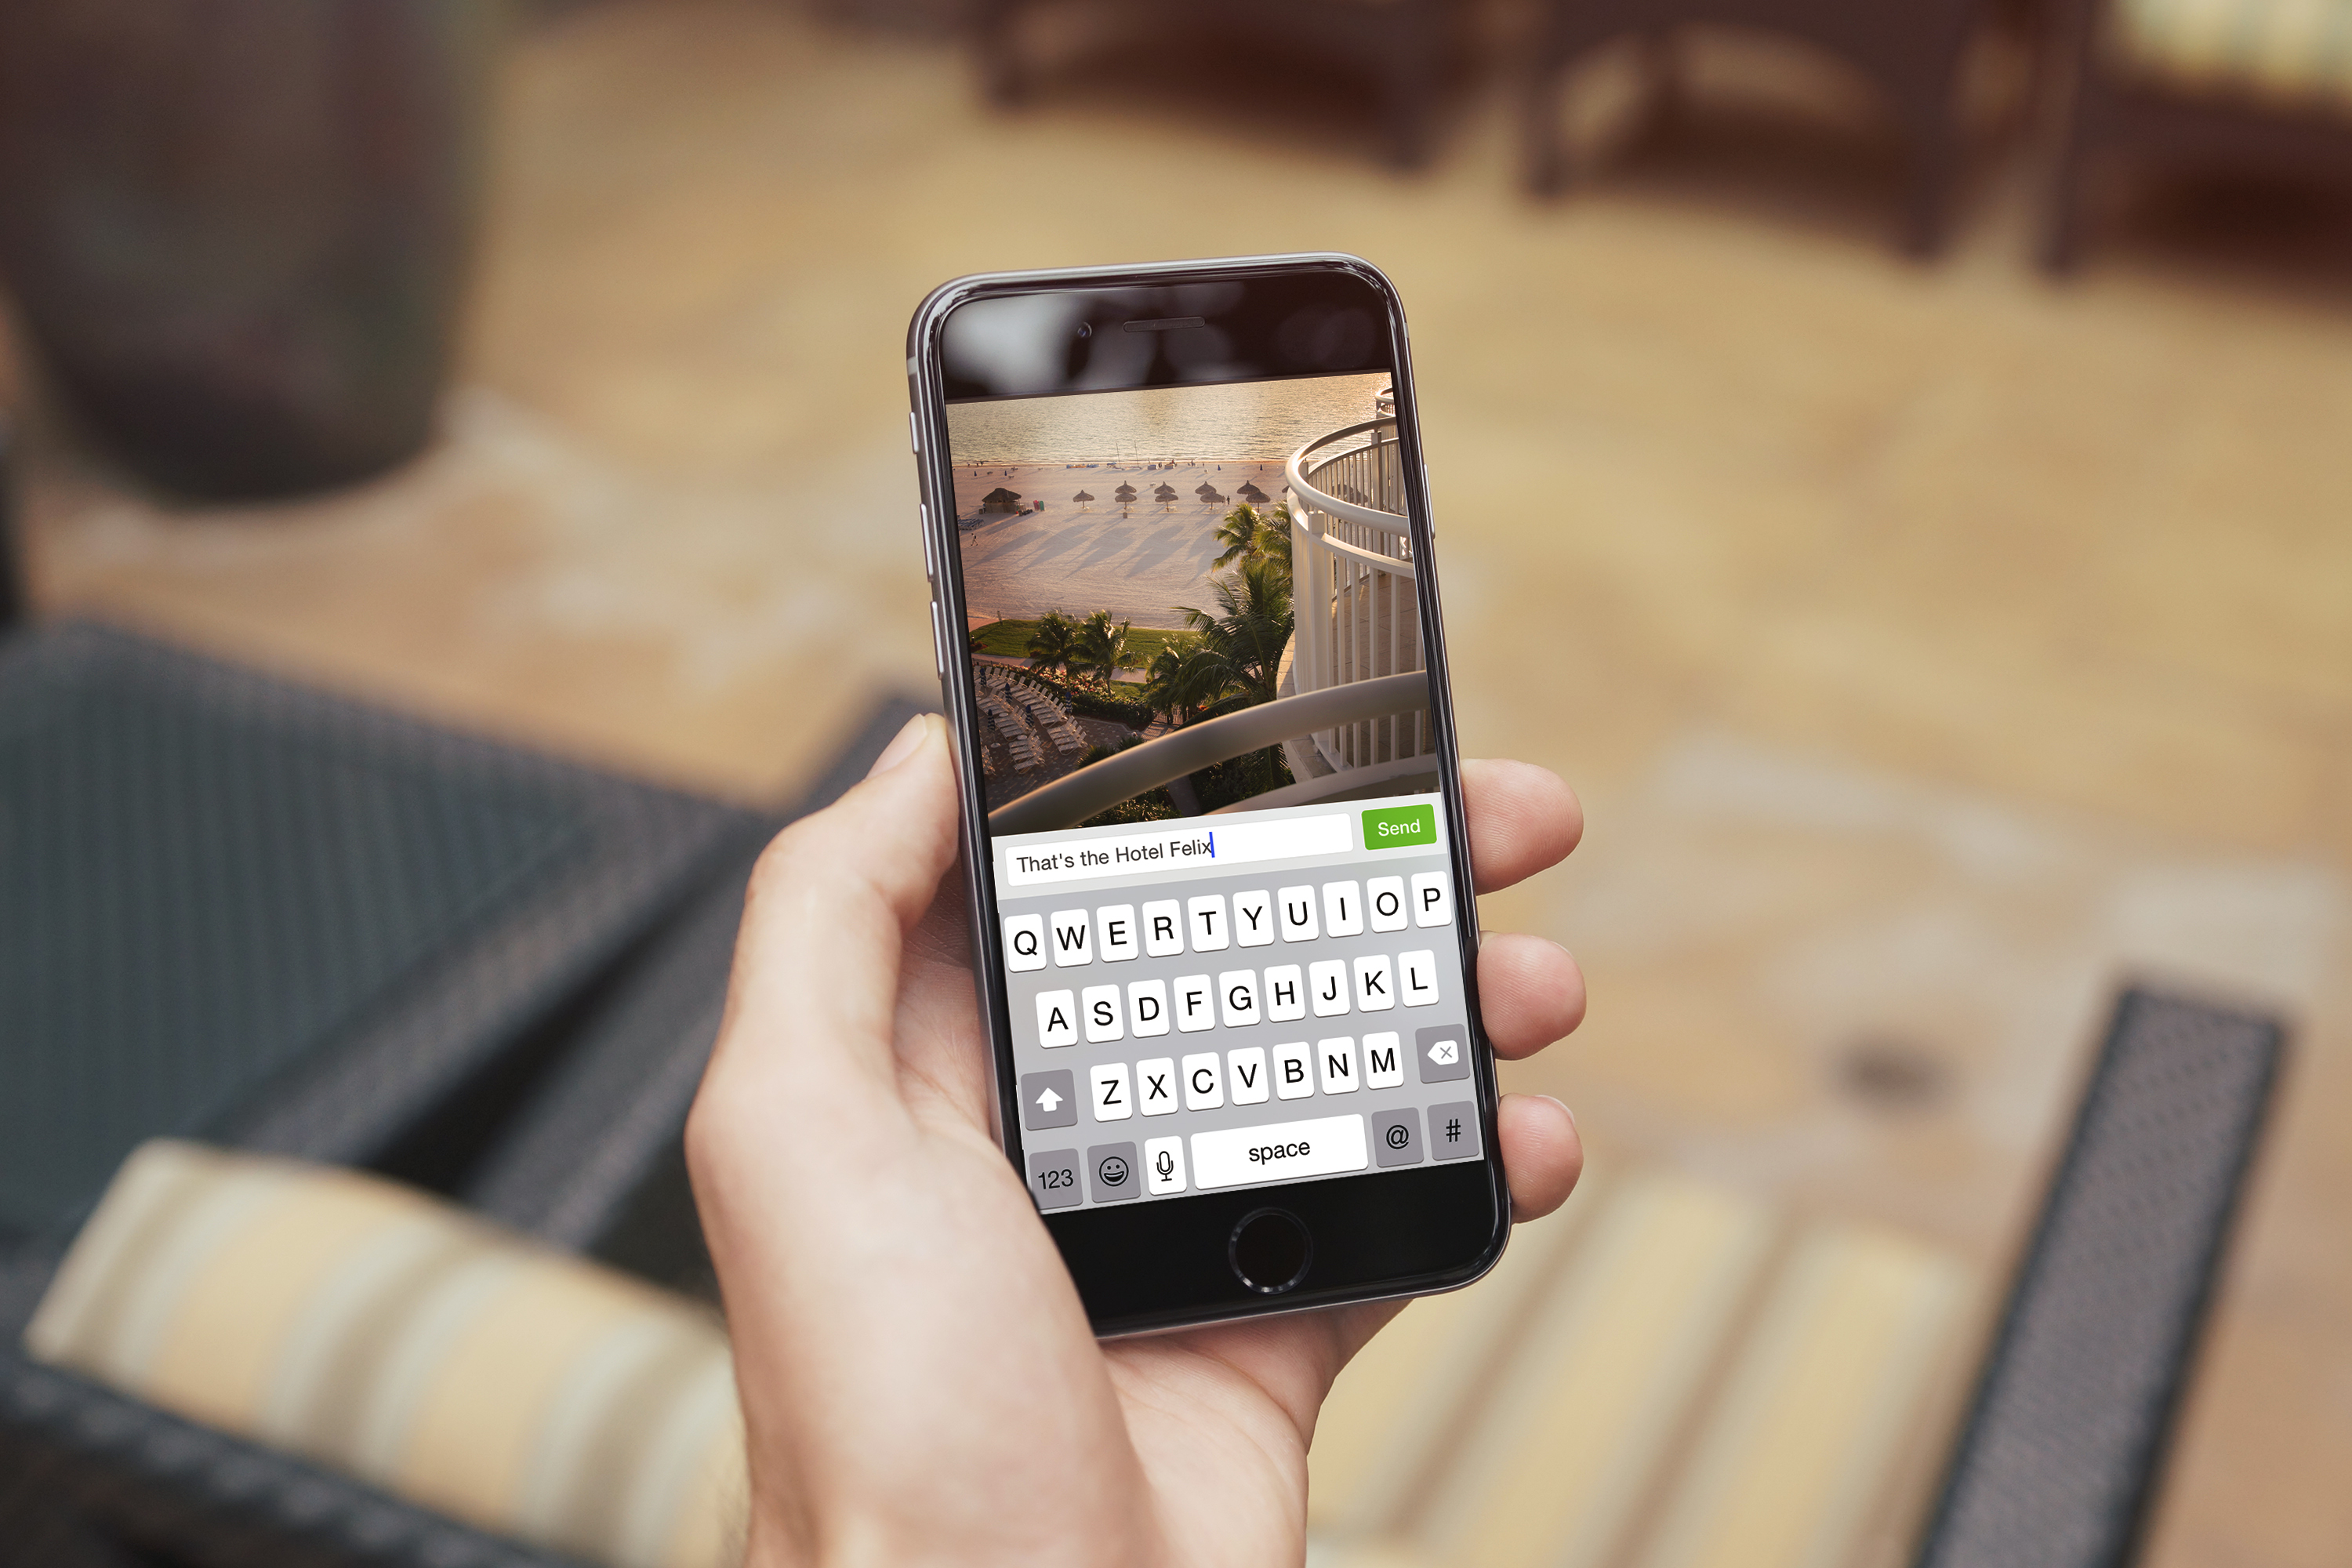 That's the Hotel Felix
Send
Q W E R T Y U I O P
A S D F G H J K L
Z X C V B N M
123 space @ #